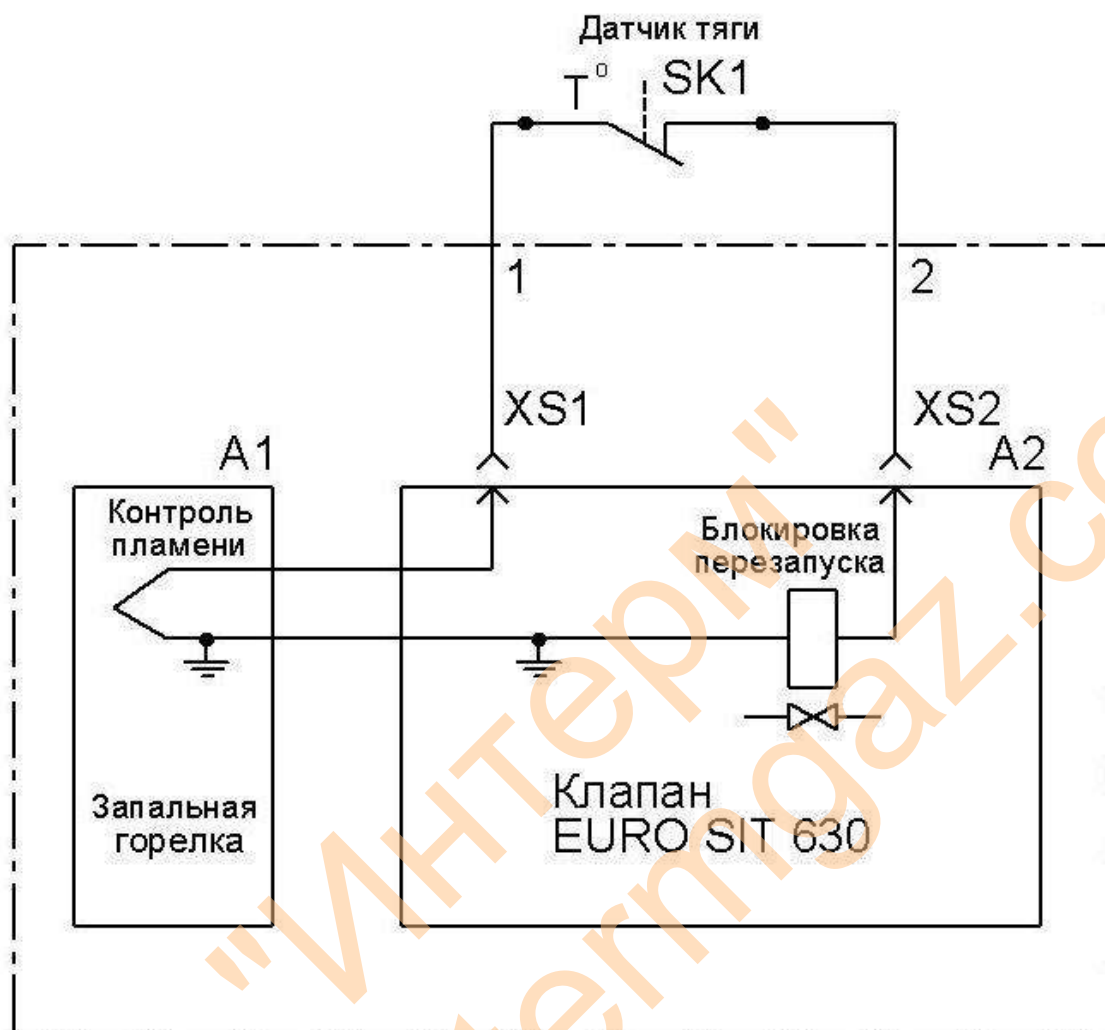 Датчик тяги
T° SK1
1
2
XS1
XS2
A1
A2
Контроль
пламени
Блокировка
перезапуска
Запальная
горелка
Клапан
EURO SIT 630
"Интерм"